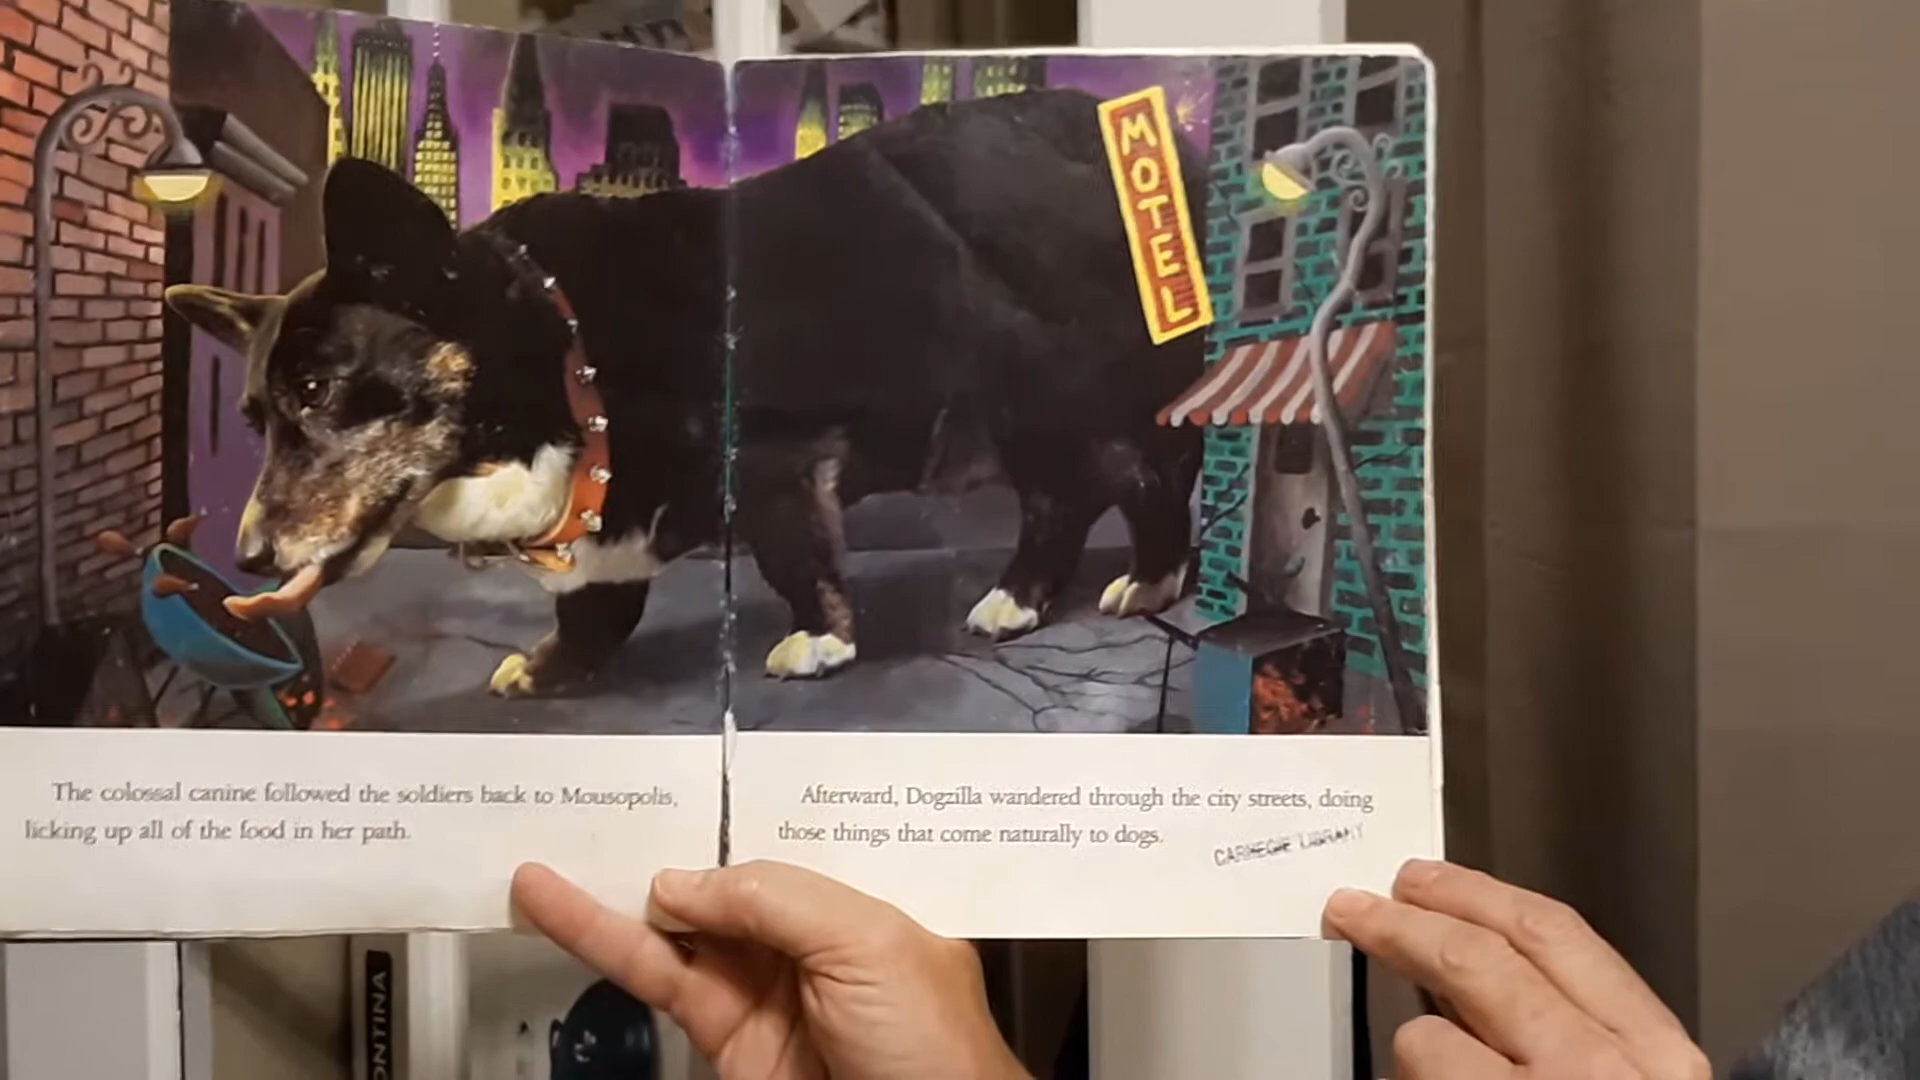 MOTEL
The colossal canine followed the soldiers back to Mousopolis,
licking up all of the food in her path.
Afterward, Dogzilla wandered through the city streets, doing
those things that come naturally to dogs.
CARNEGIE LIBRARY
ONTINA